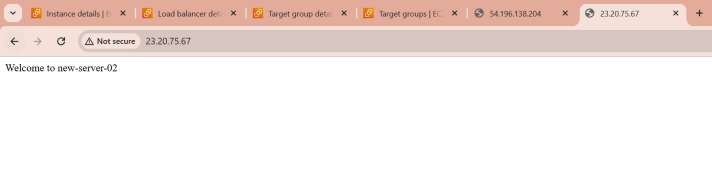 Instance details | E
Load balancer det
Target group detai
Target groups | EC
54.196.138.204
23.20.75.67
Not secure
23.20.75.67
Welcome to new-server-02